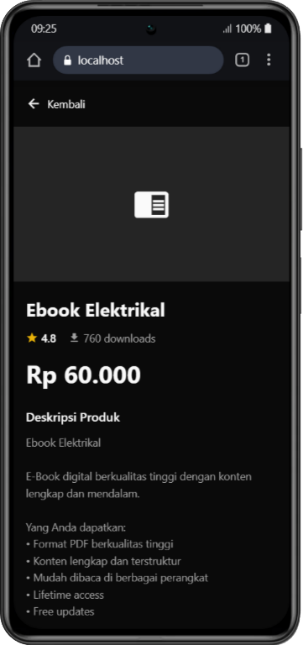 09:25
100%
localhost
1
Kembali
Ebook Elektrikal
4.8 760 downloads
Rp 60.000
Deskripsi Produk
Ebook Elektrikal
E-Book digital berkualitas tinggi dengan konten
lengkap dan mendalam.
Yang Anda dapatkan:
• Format PDF berkualitas tinggi
• Konten lengkap dan terstruktur
• Mudah dibaca di berbagai perangkat
• Lifetime access
• Free updates